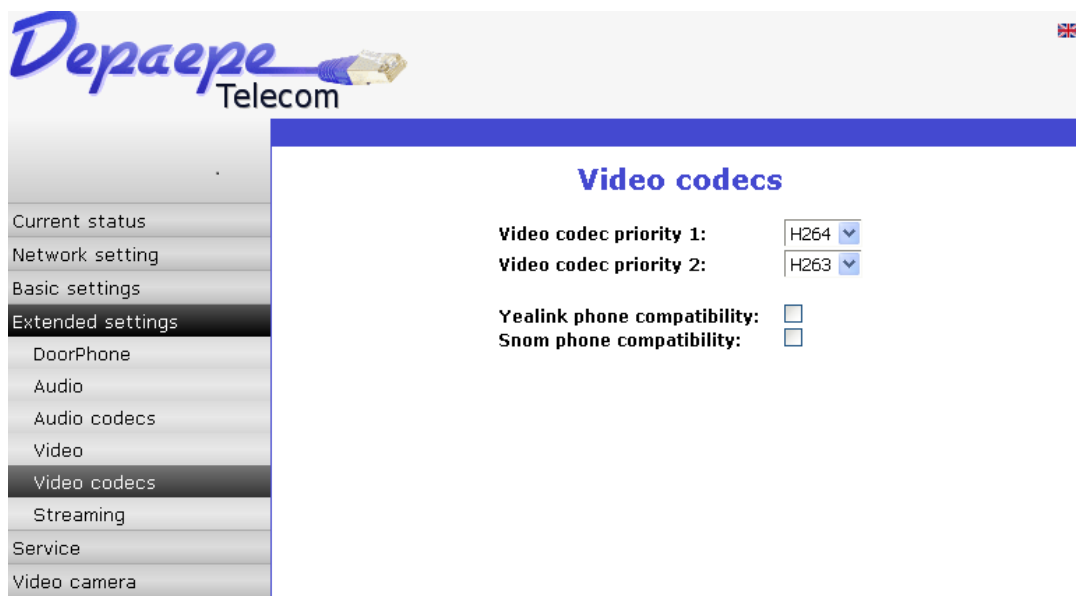 Depaepe
Telecom
Current status
Network setting
Basic settings
Extended settings
DoorPhone
Audio
Audio codecs
Video
Video codecs
Streaming
Service
Video camera
Video codecs
Video codec priority 1: H264
Video codec priority 2: H263
Yealink phone compatibility:
Snom phone compatibility: